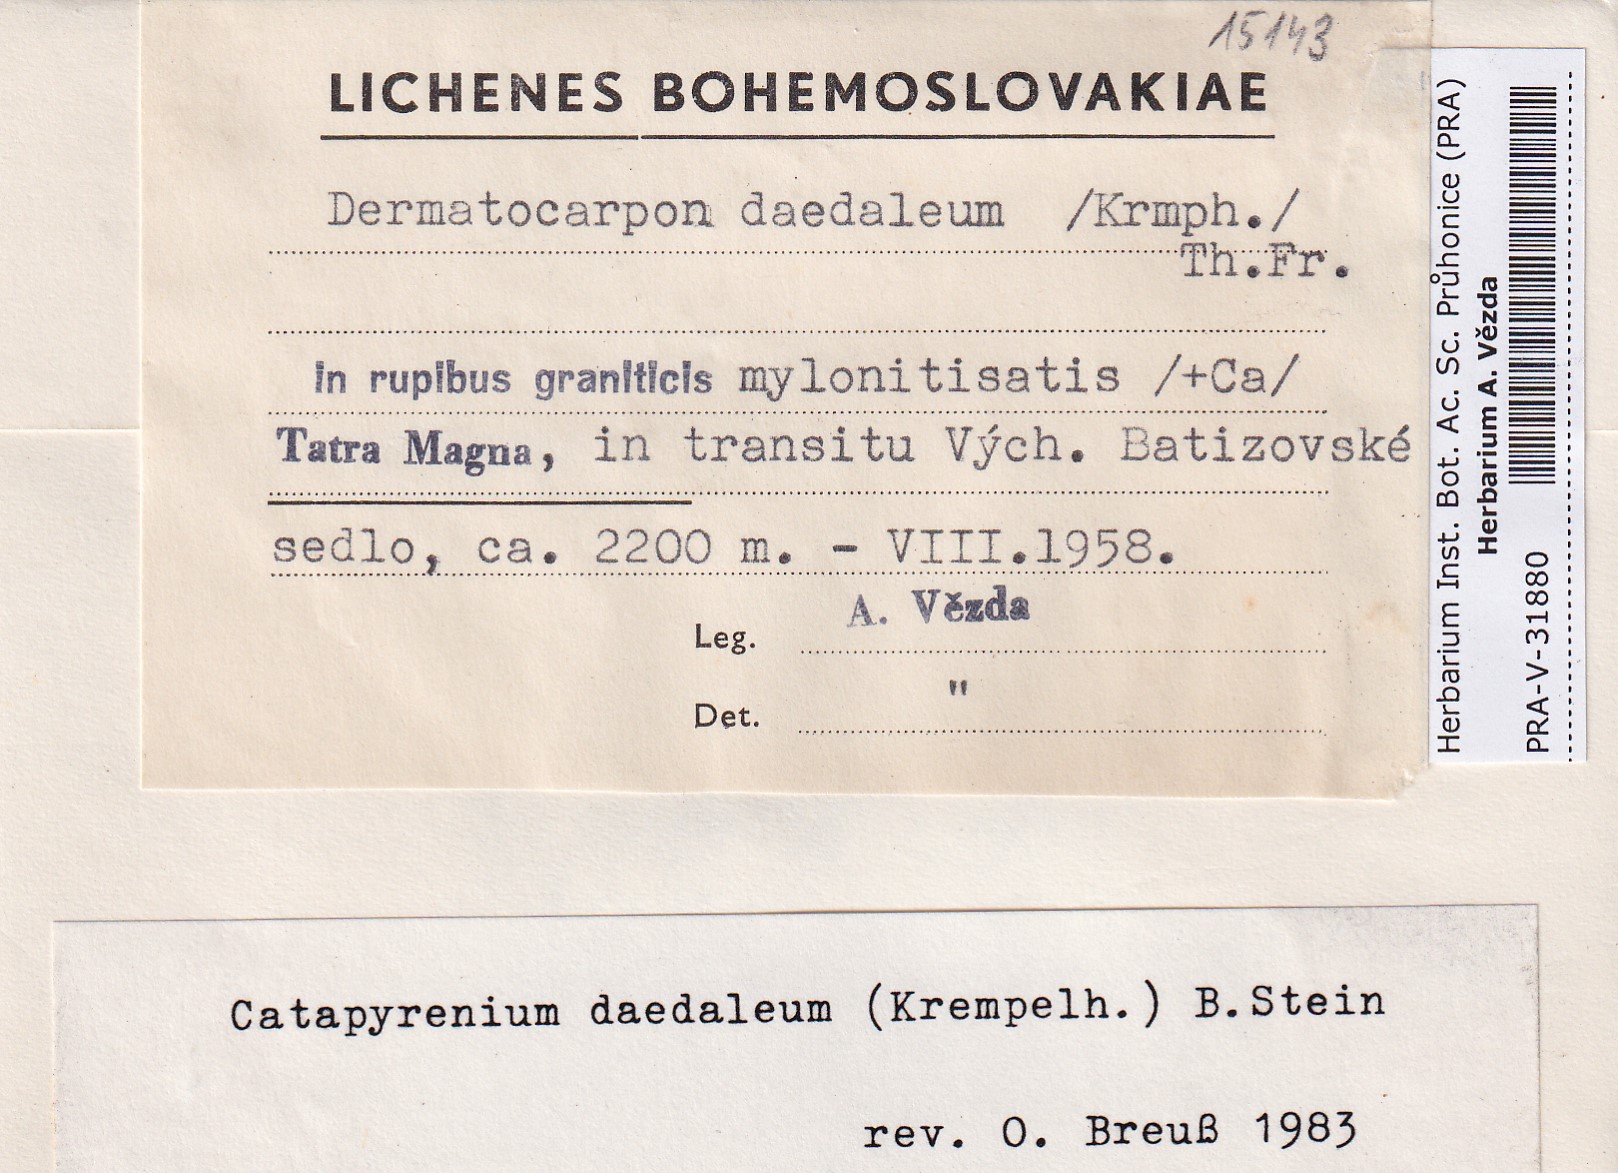 15143
LICHENES BOHEMOSLOVAKIAE
Dermatocarpon daedaleum /Krmph./
Th.Fr.
in rupibus graniticis mylonitisatis /+Ca/
Tatra Magna, in transitu Vých. Batizovské
sedlo, ca. 2200 m. - VIII.1958.
A. Vězda
Leg.
"
Det.
Herbarium Inst. Bot. Ac. Sc. Průhonice (PRA)
Herbarium A. Vězda
PRA-V-31880
Catapyrenium daedaleum (Krempelh.) B.Stein
rev. O. Breuß 1983